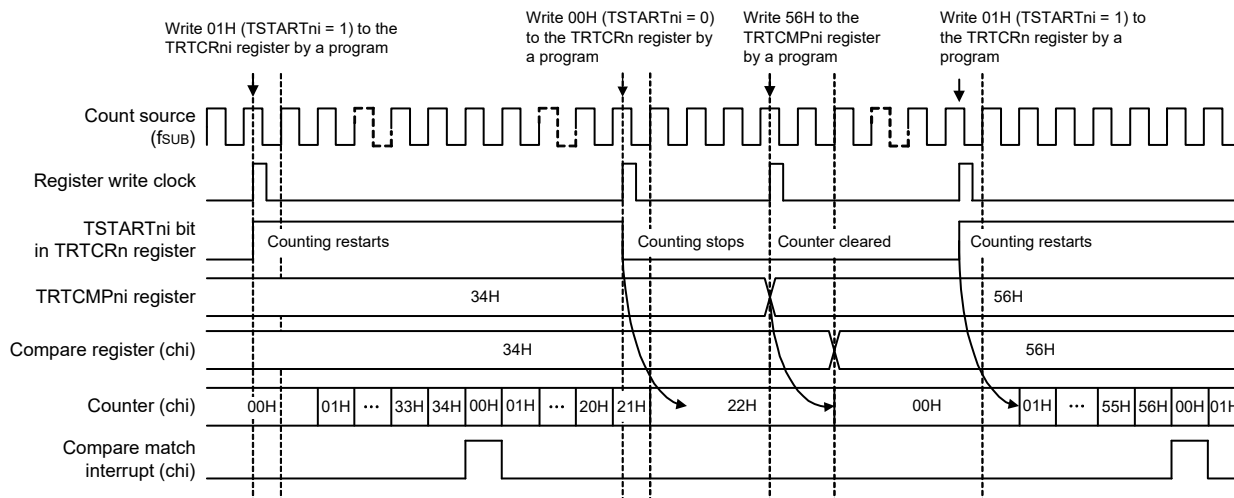 Write 01H (TSTARTni = 1) to the
TRTCRni register by a program
Write 00H (TSTARTni = 0)
to the TRTCRn register by
a program
Write 56H to the
TRTCMPni register
by a program
Write 01H (TSTARTni = 1) to
the TRTCRn register by a
program
Count source
(fSUB)
Register write clock
TSTARTni bit
in TRTCRn register
Counting restarts
Counting stops
Counter cleared
Counting restarts
TRTCMPni register
34H
56H
Compare register (chi)
34H
56H
Counter (chi)
00H 01H ··· 33H 34H 00H 01H ··· 20H 21H 22H 00H 01H ··· 55H 56H 00H 01H
Compare match
interrupt (chi)